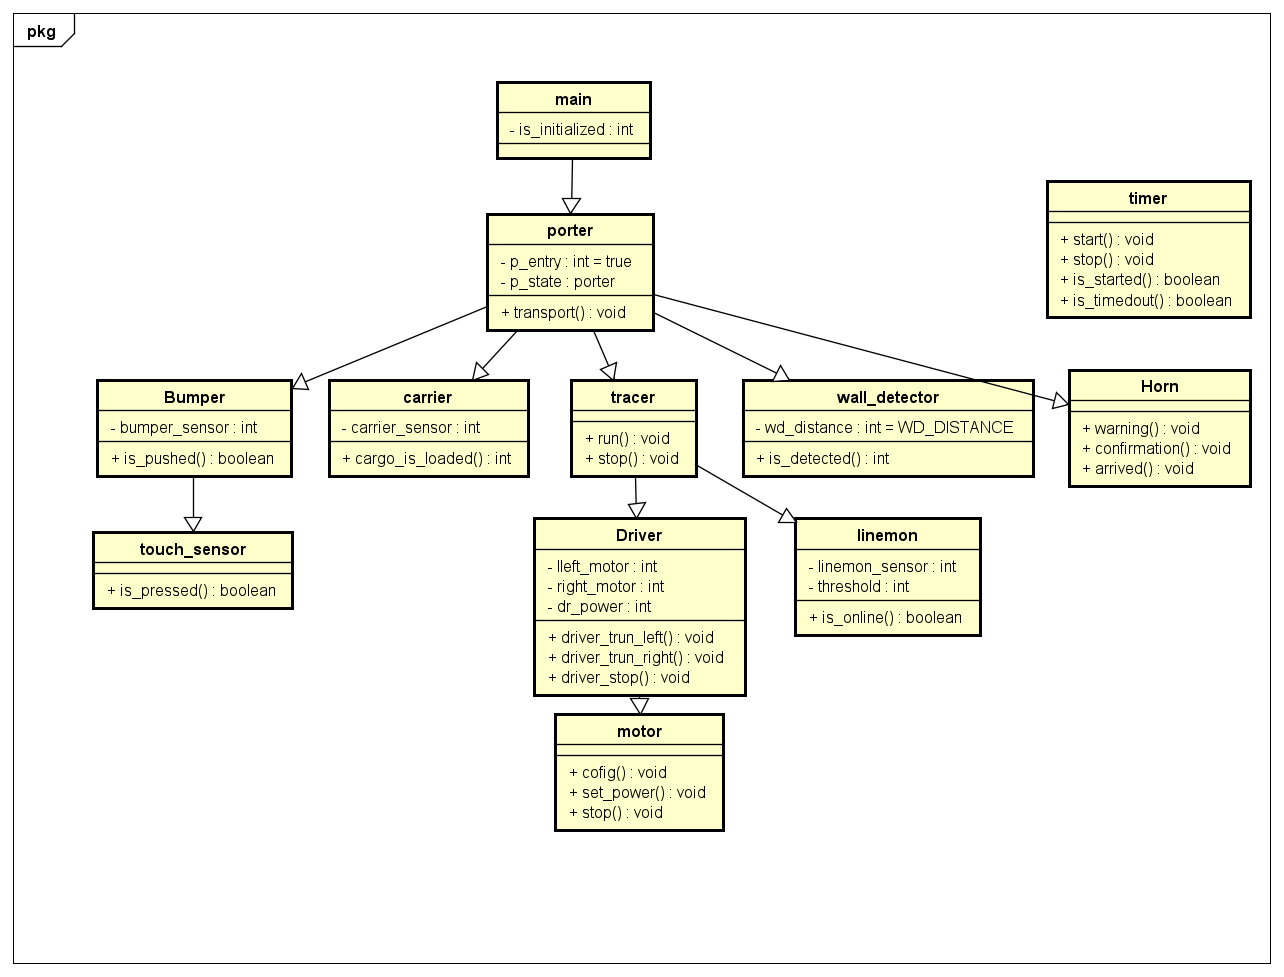 pkg
main
- is_initialized : int
porter
- p_entry : int = true
- p_state : porter
+ transport() : void
timer
+ start() : void
+ stop() : void
+ is_started() : boolean
+ is_timedout() : boolean
Bumper
- bumper_sensor : int
+ is_pushed() : boolean
carrier
- carrier_sensor : int
+ cargo_is_loaded() : int
tracer
+ run() : void
+ stop() : void
wall_detector
- wd_distance : int = WD_DISTANCE
+ is_detected() : int
Horn
+ warning() : void
+ confirmation() : void
+ arrived() : void
touch_sensor
+ is_pressed() : boolean
Driver
- lleft_motor : int
- right_motor : int
- dr_power : int
+ driver_trun_left() : void
+ driver_trun_right() : void
+ driver_stop() : void
linemon
- linemon_sensor : int
- threshold : int
+ is_online() : boolean
motor
+ cofig() : void
+ set_power() : void
+ stop() : void